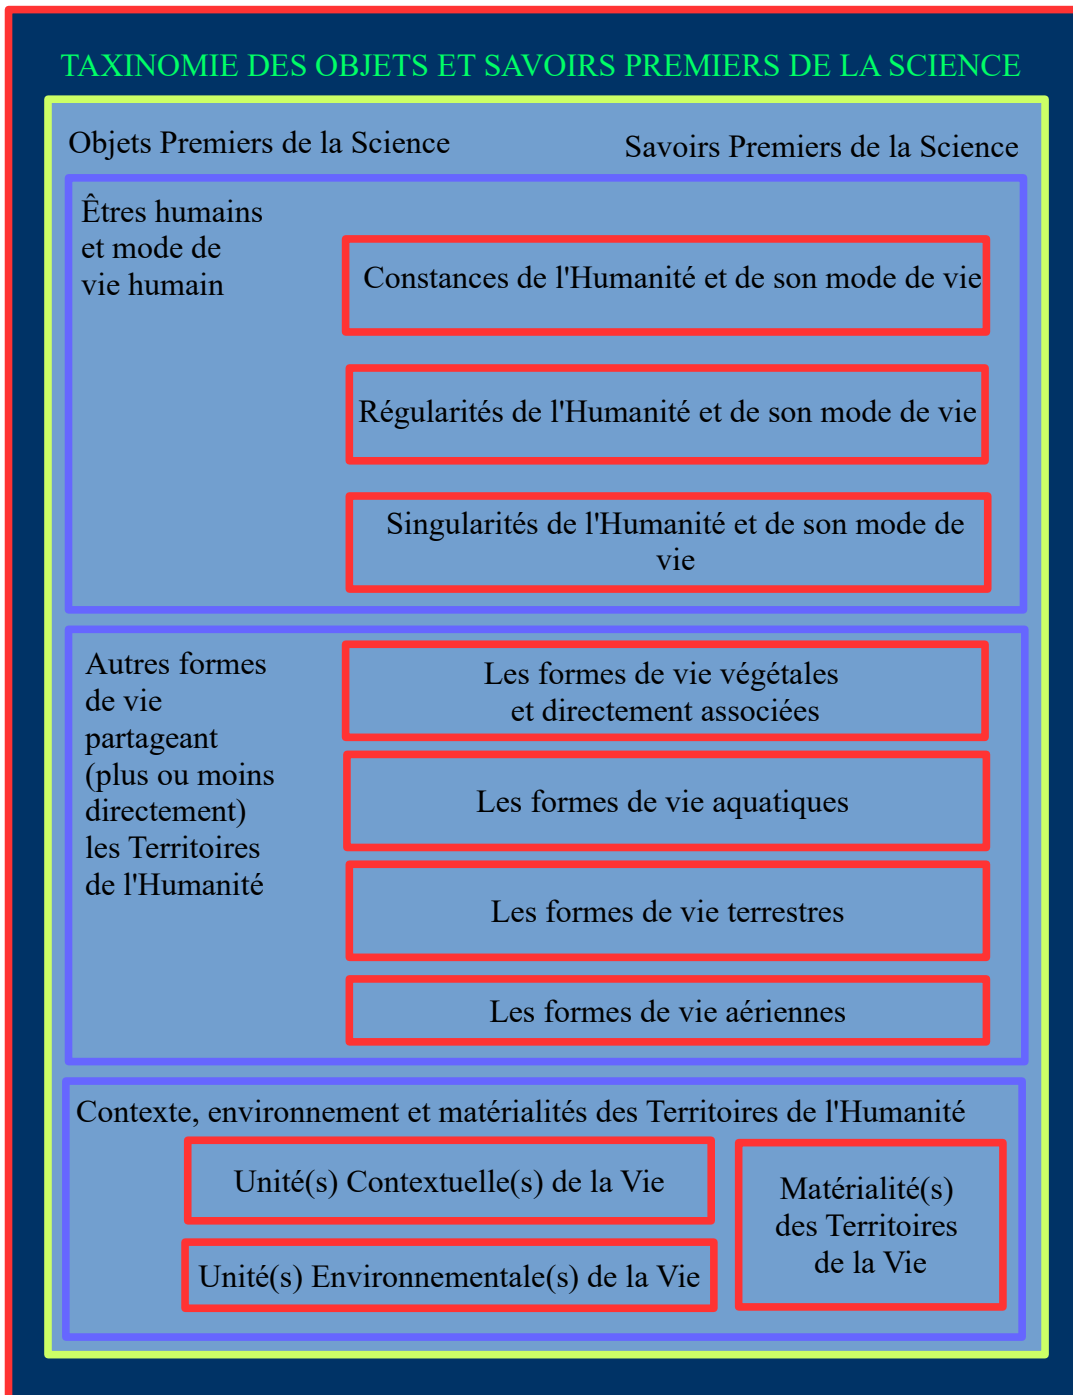 TAXINOMIE DES OBJETS ET SAVOIRS PREMIERS DE LA SCIENCE
Objets Premiers de la Science
Savoirs Premiers de la Science
Êtres humains
et mode de
vie humain
Constances de l'Humanité et de son mode de vie
Régularités de l'Humanité et de son mode de vie
Singularités de l'Humanité et de son mode de
vie
Autres formes
de vie
partageant
(plus ou moins
directement)
les Territoires
de l'Humanité
Les formes de vie végétales
et directement associées
Les formes de vie aquatiques
Les formes de vie terrestres
Les formes de vie aériennes
Contexte, environnement et matérialités des Territoires de l'Humanité
Unité(s) Contextuelle(s) de la Vie
Unité(s) Environnementale(s) de la Vie
Matérialité(s)
des Territoires
de la Vie